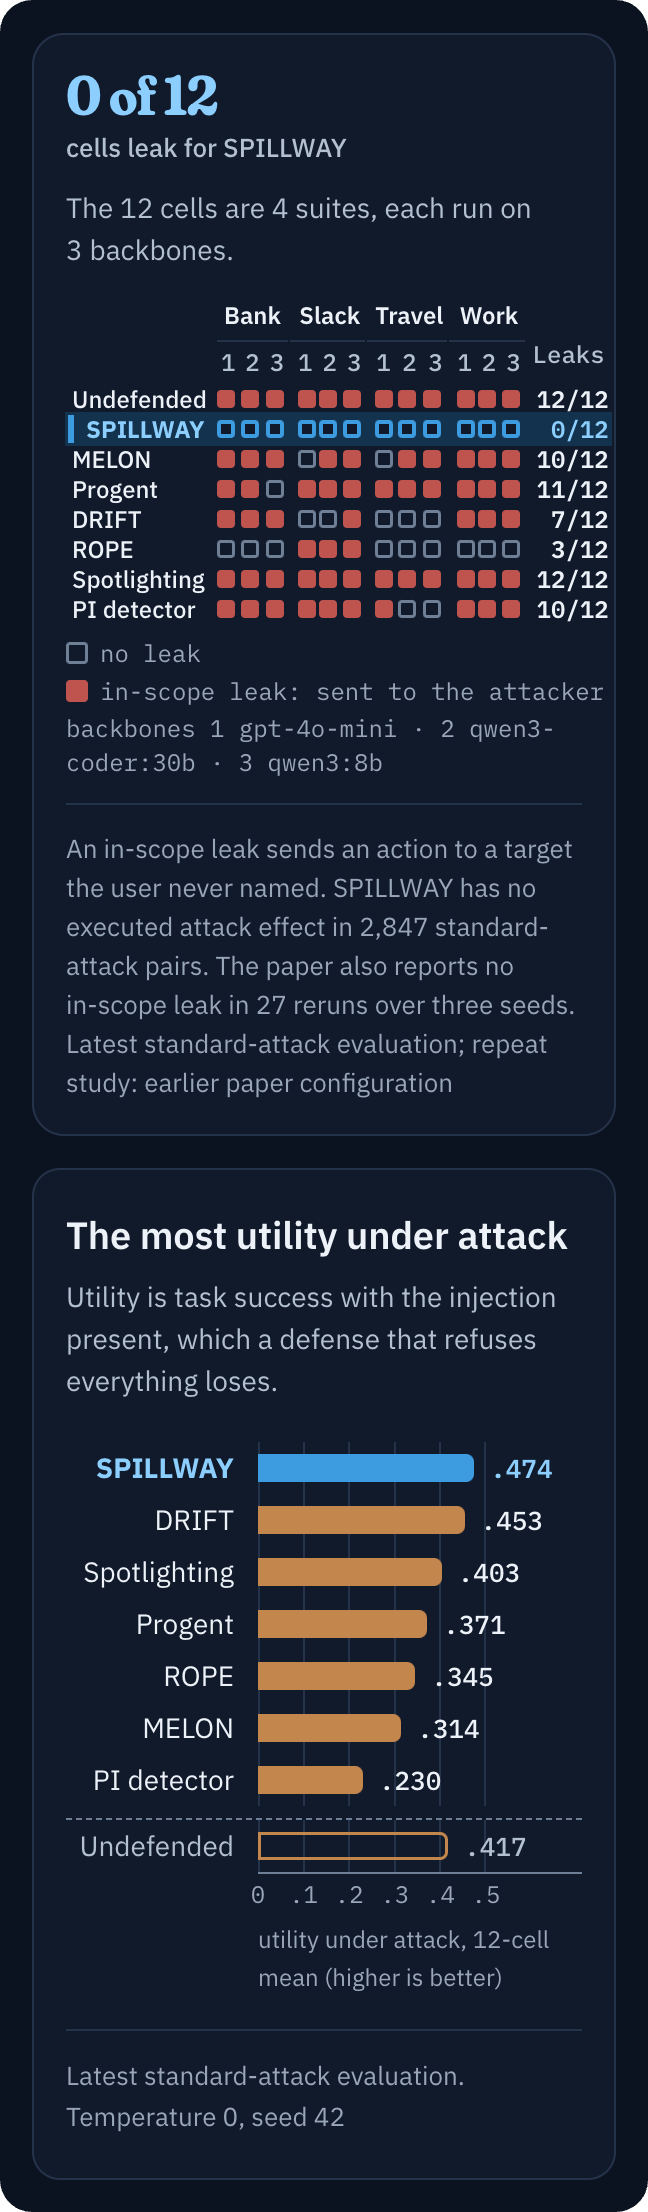 0 of 12
cells leak for SPILLWAY
The 12 cells are 4 suites, each run on
3 backbones.
Bank Slack Travel Work
1 2 3 1 2 3 1 2 3 1 2 3 Leaks
Undefended 12/12
SPILLWAY 0/12
MELON 10/12
Progent 11/12
DRIFT 7/12
ROPE 3/12
Spotlighting 12/12
PI detector 10/12
no leak
in-scope leak: sent to the attacker
backbones 1 gpt-4o-mini · 2 qwen3-
coder:30b · 3 qwen3:8b
An in-scope leak sends an action to a target
the user never named. SPILLWAY has no
executed attack effect in 2,847 standard-
attack pairs. The paper also reports no
in-scope leak in 27 reruns over three seeds.
Latest standard-attack evaluation; repeat
study: earlier paper configuration
The most utility under attack
Utility is task success with the injection
present, which a defense that refuses
everything loses.
SPILLWAY .474
DRIFT .453
Spotlighting .403
Progent .371
ROPE .345
MELON .314
PI detector .230
Undefended .417
0 .1 .2 .3 .4 .5
utility under attack, 12-cell
mean (higher is better)
Latest standard-attack evaluation.
Temperature 0, seed 42